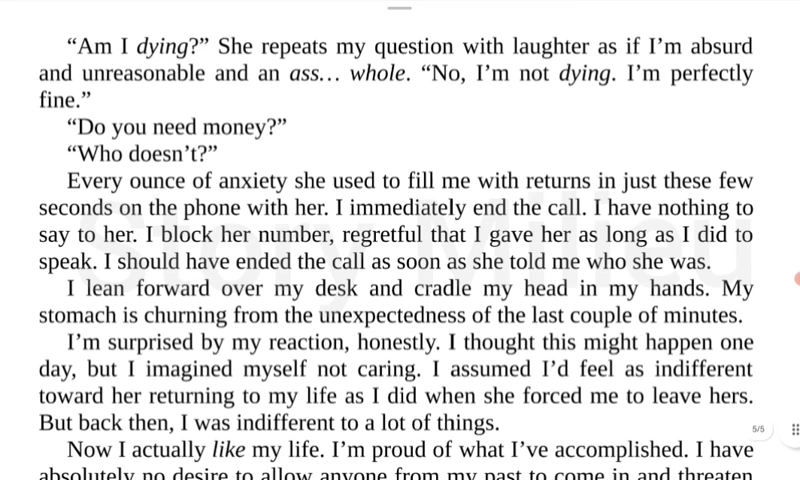 “Am I dying?” She repeats my question with laughter as if I’m absurd
and unreasonable and an ass… whole. “No, I’m not dying. I’m perfectly
fine.”
“Do you need money?”
“Who doesn’t?”
Every ounce of anxiety she used to fill me with returns in just these few
seconds on the phone with her. I immediately end the call. I have nothing to
say to her. I block her number, regretful that I gave her as long as I did to
speak. I should have ended the call as soon as she told me who she was.
I lean forward over my desk and cradle my head in my hands. My
stomach is churning from the unexpectedness of the last couple of minutes.
I’m surprised by my reaction, honestly. I thought this might happen one
day, but I imagined myself not caring. I assumed I’d feel as indifferent
toward her returning to my life as I did when she forced me to leave hers.
But back then, I was indifferent to a lot of things.
5/5
Now I actually like my life. I’m proud of what I’ve accomplished. I have
absolutely no desire to allow anyone from my past to come in and threaten